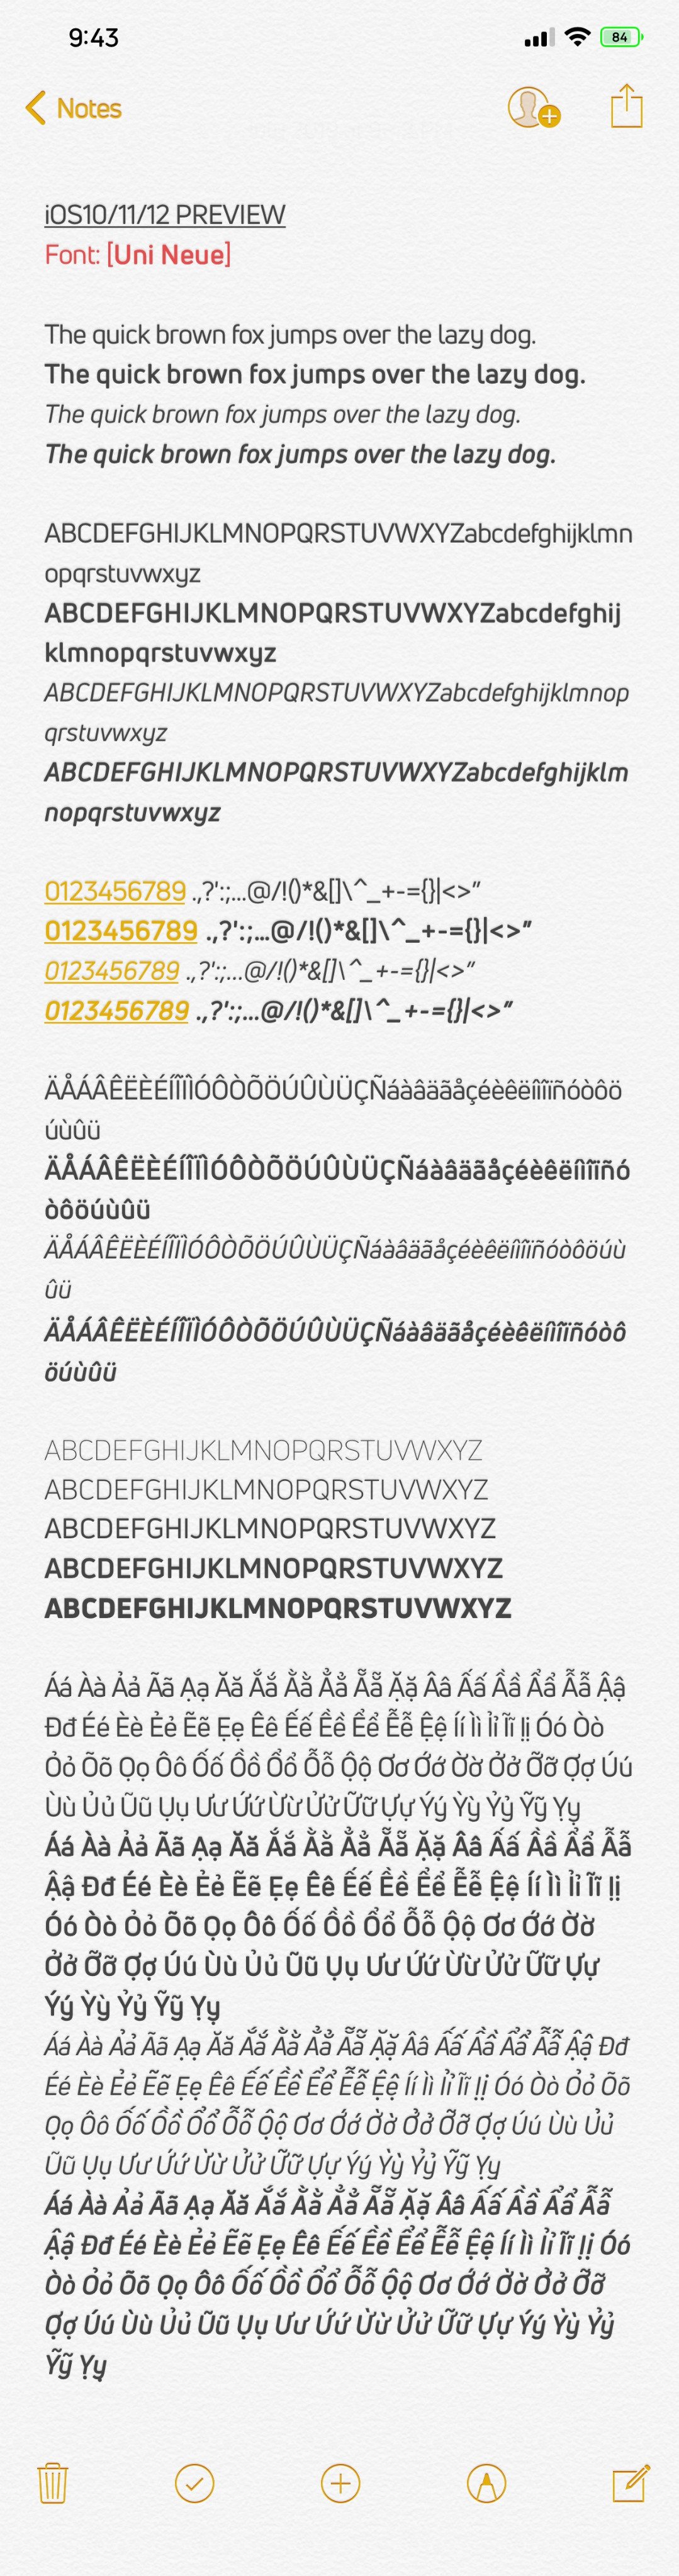 9:43
84
Notes
iOS10/11/12 PREVIEW
Font: [Uni Neue]
The quick brown fox jumps over the lazy dog.
The quick brown fox jumps over the lazy dog.
The quick brown fox jumps over the lazy dog.
The quick brown fox jumps over the lazy dog.
ABCDEFGHIJKLMNOPQRSTUVWXYZabcdefghijklmn
opqrstuvwxyz
ABCDEFGHIJKLMNOPQRSTUVWXYZabcdefghij
klmnopqrstuvwxyz
ABCDEFGHIJKLMNOPQRSTUVWXYZabcdefghijklmnop
qrstuvwxyz
ABCDEFGHIJKLMNOPQRSTUVWXYZabcdefghijklm
nopqrstuvwxyz
0123456789 .,?':;...@/!()*&[]\^_+-={}|<>”
0123456789 .,?':;...@/!()*&[]\^_+-={}|<>”
0123456789 .,?':;...@/!()*&[]\^_+-={}|<>”
0123456789 .,?':;...@/!()*&[]\^_+-={}|<>”
ÄÅÁÂÊËÈÉÍÎÏÌÓÔÒÕÖÚÛÙÜÇÑáàâäãåçéèêëíìîïñóòôö
úùûü
ÄÅÁÂÊËÈÉÍÎÏÌÓÔÒÕÖÚÛÙÜÇÑáàâäãåçéèêëíìîïñó
òôöúùûü
ÄÅÁÂÊËÈÉÍÎÏÌÓÔÒÕÖÚÛÙÜÇÑáàâäãåçéèêëíìîïñóòôöúù
ûü
ÄÅÁÂÊËÈÉÍÎÏÌÓÔÒÕÖÚÛÙÜÇÑáàâäãåçéèêëíìîïñóòô
öúùûü
ABCDEFGHIJKLMNOPQRSTUVWXYZ
ABCDEFGHIJKLMNOPQRSTUVWXYZ
ABCDEFGHIJKLMNOPQRSTUVWXYZ
ABCDEFGHIJKLMNOPQRSTUVWXYZ
ABCDEFGHIJKLMNOPQRSTUVWXYZ
Áá Àà Ảả Ãã Ạạ Ăă Ắắ Ằằ Ẳẳ Ẵẵ Ặặ Ââ Ấấ Ầầ Ẩẩ Ẫẫ Ậậ
Đđ Éé Èè Ẻẻ Ẽẽ Ẹẹ Êê Ếế Ềề Ểể Ễễ Ệệ Íí Ìì Ỉỉ Ĩĩ Ịị Óó Òò
Ỏỏ Õõ Ọọ Ôô Ốố Ồồ Ổổ Ỗỗ Ộộ Ơơ Ớớ Ờờ Ởở Ỡỡ Ợợ Úú
Ùù Ủủ Ũũ Ụụ Ưư Ứứ Ừừ Ửử Ữữ Ựự Ýý Ỳỳ Ỷỷ Ỹỹ Ỵỵ
Áá Àà Ảả Ãã Ạạ Ăă Ắắ Ằằ Ẳẳ Ẵẵ Ặặ Ââ Ấấ Ầầ Ẩẩ Ẫẫ
Ậậ Đđ Éé Èè Ẻẻ Ẽẽ Ẹẹ Êê Ếế Ềề Ểể Ễễ Ệệ Íí Ìì Ỉỉ Ĩĩ Ịị
Óó Òò Ỏỏ Õõ Ọọ Ôô Ốố Ồồ Ổổ Ỗỗ Ộộ Ơơ Ớớ Ờờ
Ởở Ỡỡ Ợợ Úú Ùù Ủủ Ũũ Ụụ Ưư Ứứ Ừừ Ửử Ữữ Ựự
Ýý Ỳỳ Ỷỷ Ỹỹ Ỵỵ
Áá Àà Ảả Ãã Ạạ Ăă Ắắ Ằằ Ẳẳ Ẵẵ Ặặ Ââ Ấấ Ầầ Ẩẩ Ẫẫ Ậậ Đđ
Éé Èè Ẻẻ Ẽẽ Ẹẹ Êê Ếế Ềề Ểể Ễễ Ệệ Íí Ìì Ỉỉ Ĩĩ Ịị Óó Òò Ỏỏ Õõ
Ọọ Ôô Ốố Ồồ Ổổ Ỗỗ Ộộ Ơơ Ớớ Ờờ Ởở Ỡỡ Ợợ Úú Ùù Ủủ
Ũũ Ụụ Ưư Ứứ Ừừ Ửử Ữữ Ựự Ýý Ỳỳ Ỷỷ Ỹỹ Ỵỵ
Áá Àà Ảả Ãã Ạạ Ăă Ắắ Ằằ Ẳẳ Ẵẵ Ặặ Ââ Ấấ Ầầ Ẩẩ Ẫẫ
Ậậ Đđ Éé Èè Ẻẻ Ẽẽ Ẹẹ Êê Ếế Ềề Ểể Ễễ Ệệ Íí Ìì Ỉỉ Ĩĩ Ịị Óó
Òò Ỏỏ Õõ Ọọ Ôô Ốố Ồồ Ổổ Ỗỗ Ộộ Ơơ Ớớ Ờờ Ởở Ỡỡ
Ợợ Úú Ùù Ủủ Ũũ Ụụ Ưư Ứứ Ừừ Ửử Ữữ Ựự Ýý Ỳỳ Ỷỷ
Ỹỹ Ỵỵ